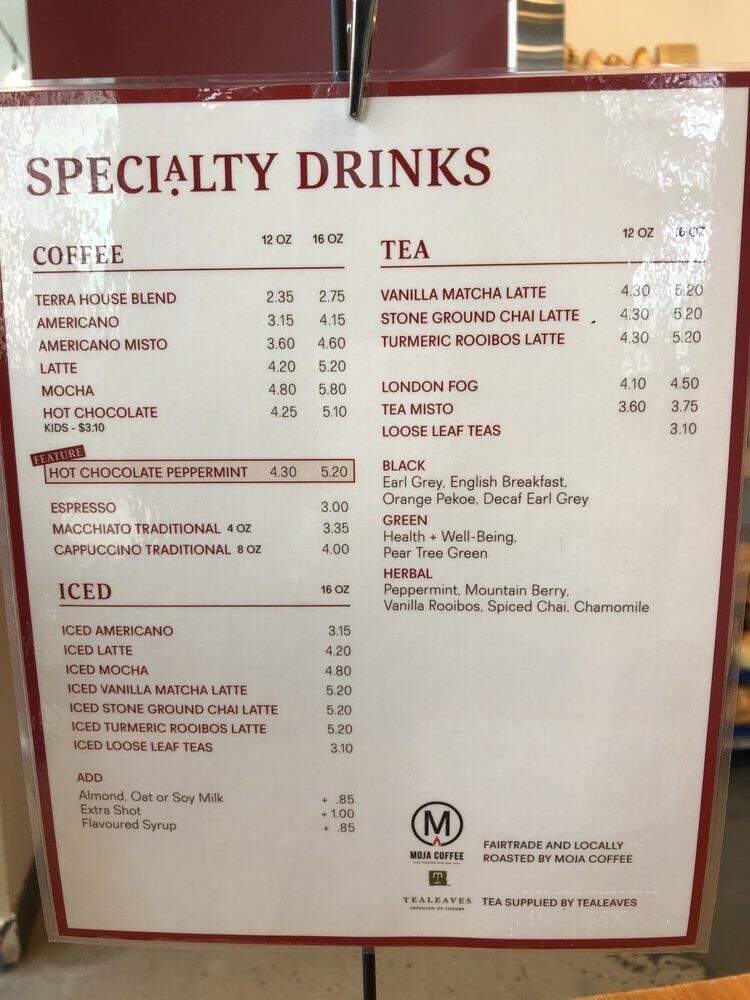 SPECIALTY DRINKS
COFFEE 12 OZ 16 OZ
TERRA HOUSE BLEND 2.35 2.75
AMERICANO 3.15 4.15
AMERICANO MISTO 3.60 4.60
LATTE 4.20 5.20
MOCHA 4.80 5.80
HOT CHOCOLATE 4.25 5.10
KIDS - $3.10
FEATURE
HOT CHOCOLATE PEPPERMINT 4.30 5.20
ESPRESSO 3.00
MACCHIATO TRADITIONAL 4 OZ 3.35
CAPPUCCINO TRADITIONAL 8 OZ 4.00
ICED 16 OZ
ICED AMERICANO 3.15
ICED LATTE 4.20
ICED MOCHA 4.80
ICED VANILLA MATCHA LATTE 5.20
ICED STONE GROUND CHAI LATTE 5.20
ICED TURMERIC ROOIBOS LATTE 5.20
ICED LOOSE LEAF TEAS 3.10
ADD
Almond, Oat or Soy Milk + .85
Extra Shot + 1.00
Flavoured Syrup + .85
TEA 12 OZ 16 OZ
VANILLA MATCHA LATTE 4.30 5.20
STONE GROUND CHAI LATTE 4.30 5.20
TURMERIC ROOIBOS LATTE 4.30 5.20
LONDON FOG 4.10 4.50
TEA MISTO 3.60 3.75
LOOSE LEAF TEAS 3.10
BLACK
Earl Grey, English Breakfast,
Orange Pekoe, Decaf Earl Grey
GREEN
Health + Well-Being,
Pear Tree Green
HERBAL
Peppermint, Mountain Berry,
Vanilla Rooibos, Spiced Chai, Chamomile
M
MOJA COFFEE
FAIRTRADE AND LOCALLY
ROASTED BY MOJA COFFEE
T
TEALEAVES
INFUSION OF LUXURY
TEA SUPPLIED BY TEALEAVES